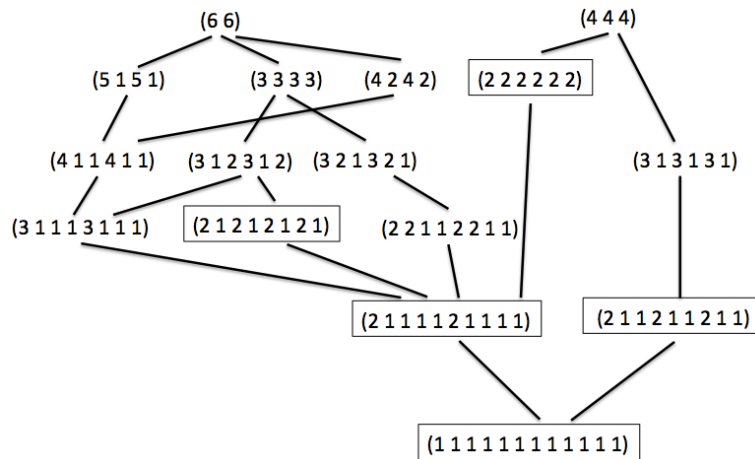 (6 6) (4 4 4)
(5 1 5 1) (3 3 3 3) (4 2 4 2) (2 2 2 2 2 2)
(4 1 1 4 1 1) (3 1 2 3 1 2) (3 2 1 3 2 1) (3 1 3 1 3 1)
(3 1 1 1 3 1 1 1) (2 1 2 1 2 1 2 1) (2 2 1 1 2 2 1 1)
(2 1 1 1 1 2 1 1 1 1) (2 1 1 2 1 1 2 1 1)
(1 1 1 1 1 1 1 1 1 1 1 1)